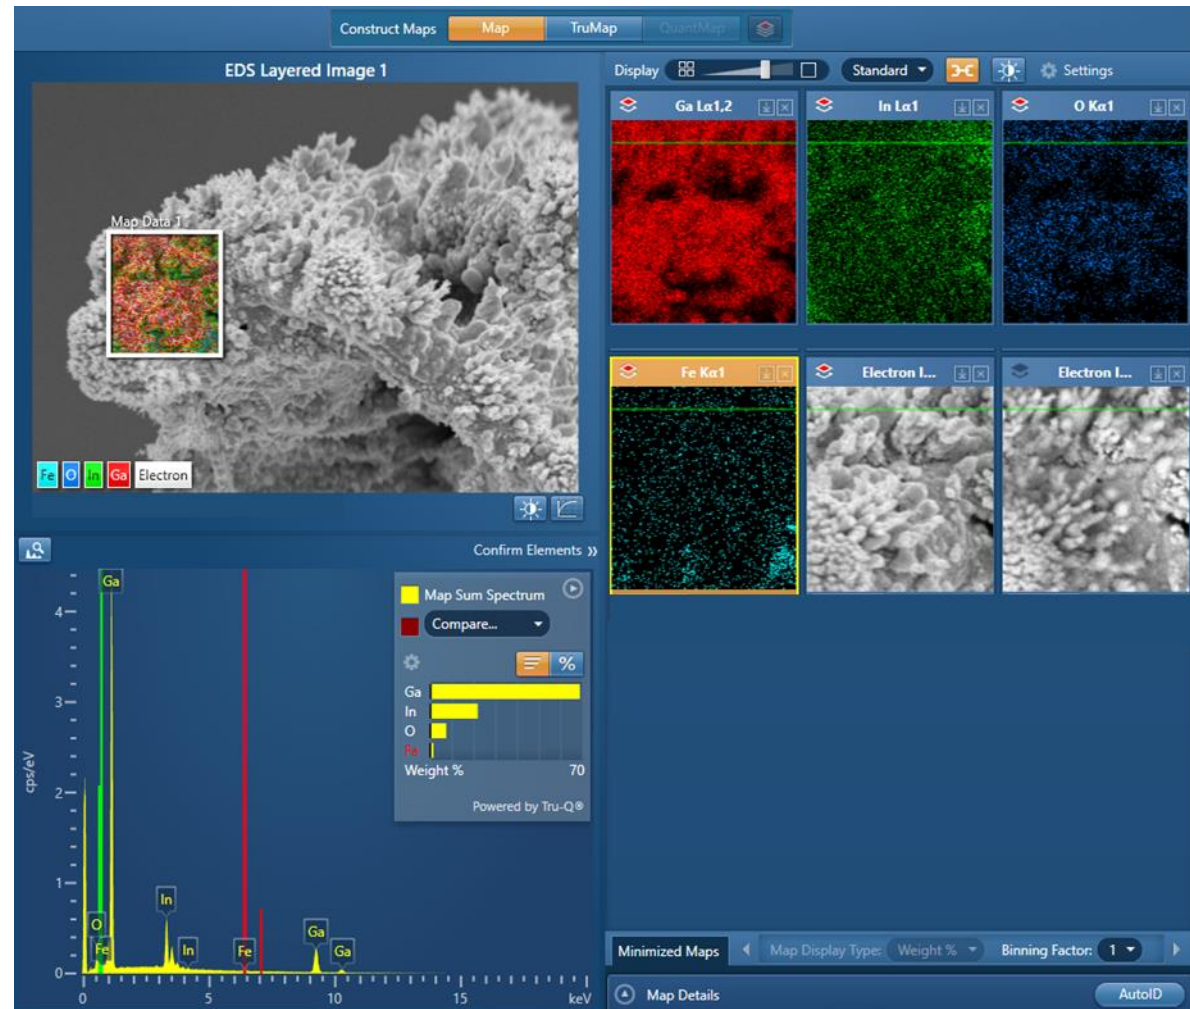 Construct Maps Map TruMap QuantMap
EDS Layered Image 1
Map Data 1
Fe O In Ga Electron
Display Standard Settings
Ga Lα1,2 In Lα1 O Kα1
Fe Kα1 Electron I... Electron I...
Confirm Elements »
Ga
4
3
2
1
0
cps/eV
Map Sum Spectrum
Compare...
%
Ga
In
O
Fe
Weight % 70
Powered by Tru-Q®
In
O
Fe In Fe Ga Ga
0 5 10 15 keV
Minimized Maps Map Display Type: Weight % Binning Factor: 1
Map Details AutoID